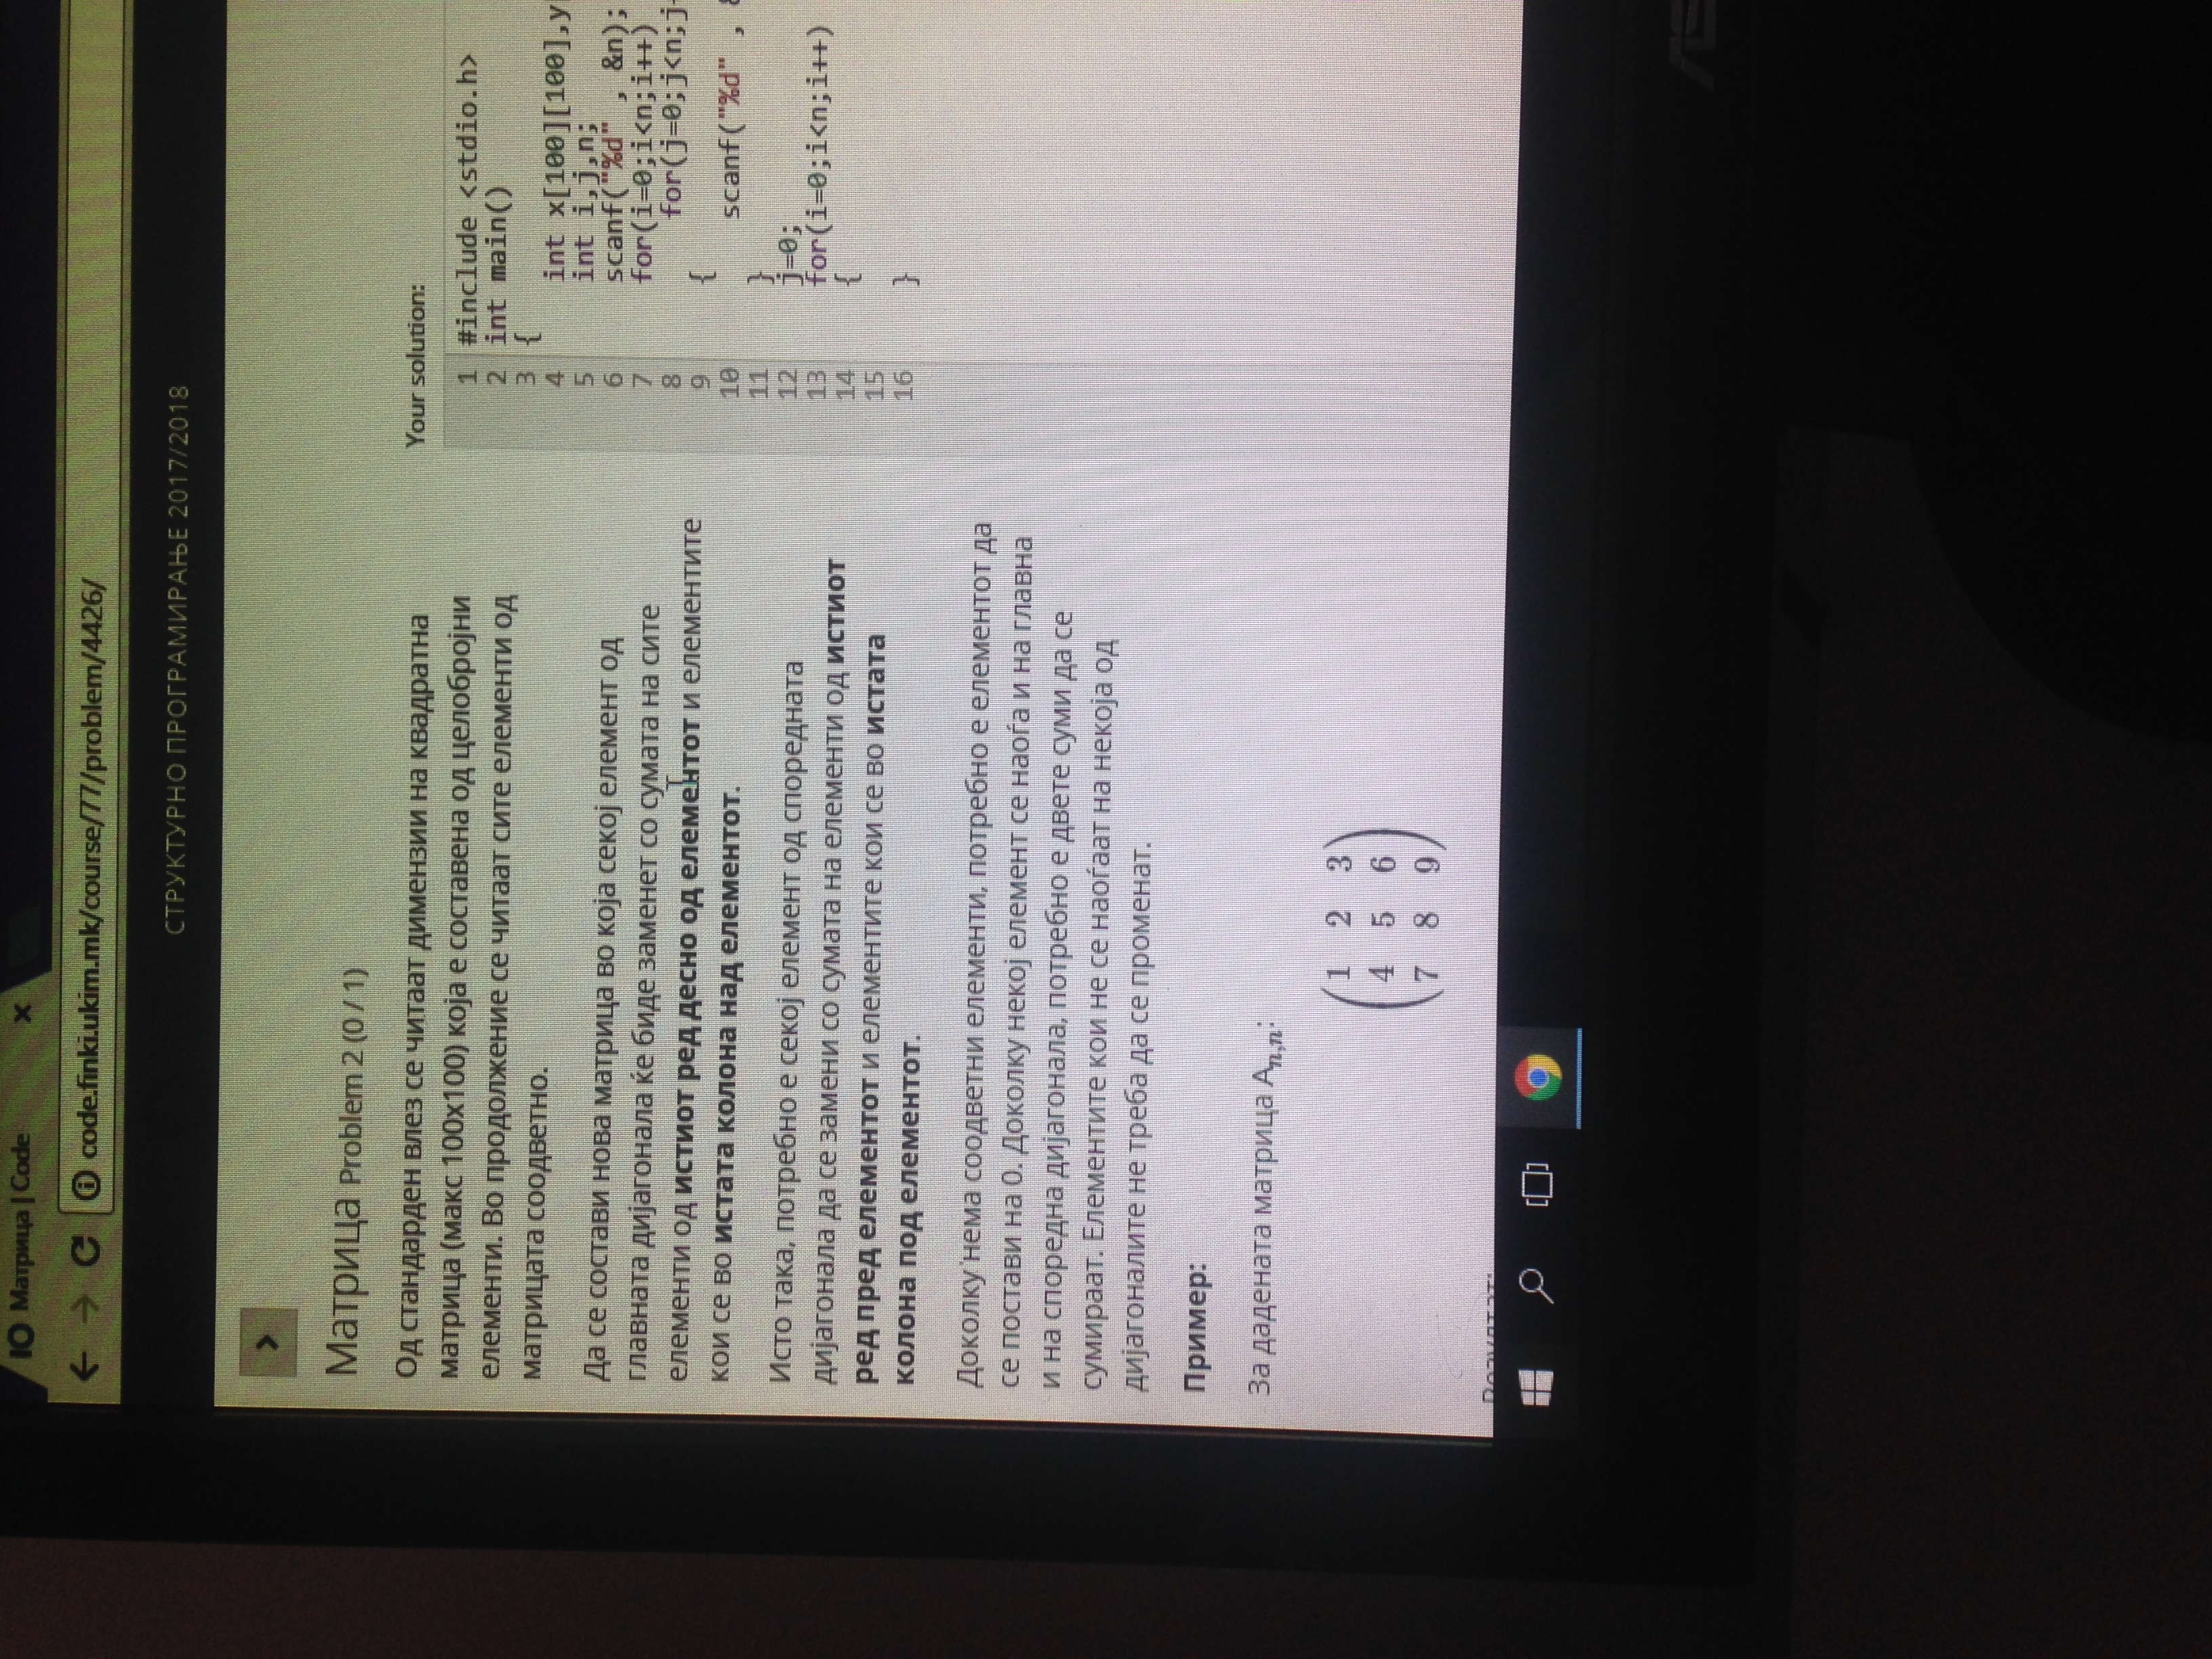 IO Матрица | Code
code.finki.ukim.mk/course/77/problem/4426/
СТРУКТУРНО ПРОГРАМИРАЊЕ 2017/2018
Матрица Problem 2 (0 / 1)
Од стандарден влез се читаат димензии на квадратна
матрица (макс 100x100) која е составена од целобројни
елементи. Во продолжение се читаат сите елементи од
матрицата соодветно.
Да се состави нова матрица во која секој елемент од
главната дијагонала ќе биде заменет со сумата на сите
елементи од истиот ред десно од елементот и елементите
кои се во истата колона над елементот.
Исто така, потребно е секој елемент од споредната
дијагонала да се замени со сумата на елементи од истиот
ред пред елементот и елементите кои се во истата
колона под елементот.
Доколку нема соодветни елементи, потребно е елементот да
се постави на 0. Доколку некој елемент се наоѓа и на главна
и на споредна дијагонала, потребно е двете суми да се
сумираат. Елементите кои не се наоѓаат на некоја од
дијагоналите не треба да се променат.
Пример:
За дадената матрица A n,n:
1 2 3
4 5 6
7 8 9
Резултат:
Your solution:
1 #include <stdio.h>
2 int main()
3 {
4 int x[100][100],y
5 int i,j,n;
6 scanf("%d" , &n);
7 for(i=0;i<n;i++)
8 for(j=0;j<n;j
9 {
10 scanf("%d" , &
11 }
12 j=0;
13 for(i=0;i<n;i++)
14 {
15
16 }